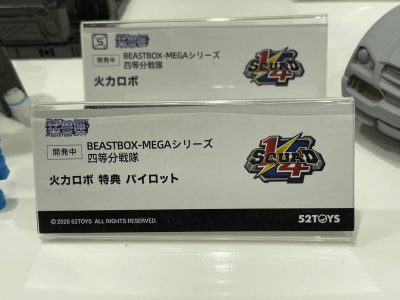 開発中
BEASTBOX-MEGAシリーズ
四等分戦隊
火力ロボ
1/4 SQUAD
猛獣匣
開発中
BEASTBOX-MEGAシリーズ
四等分戦隊
1/4 SQUAD
火力ロボ 特典 パイロット
© 2025 52TOYS ALL RIGHTS RESERVED.
52TOYS